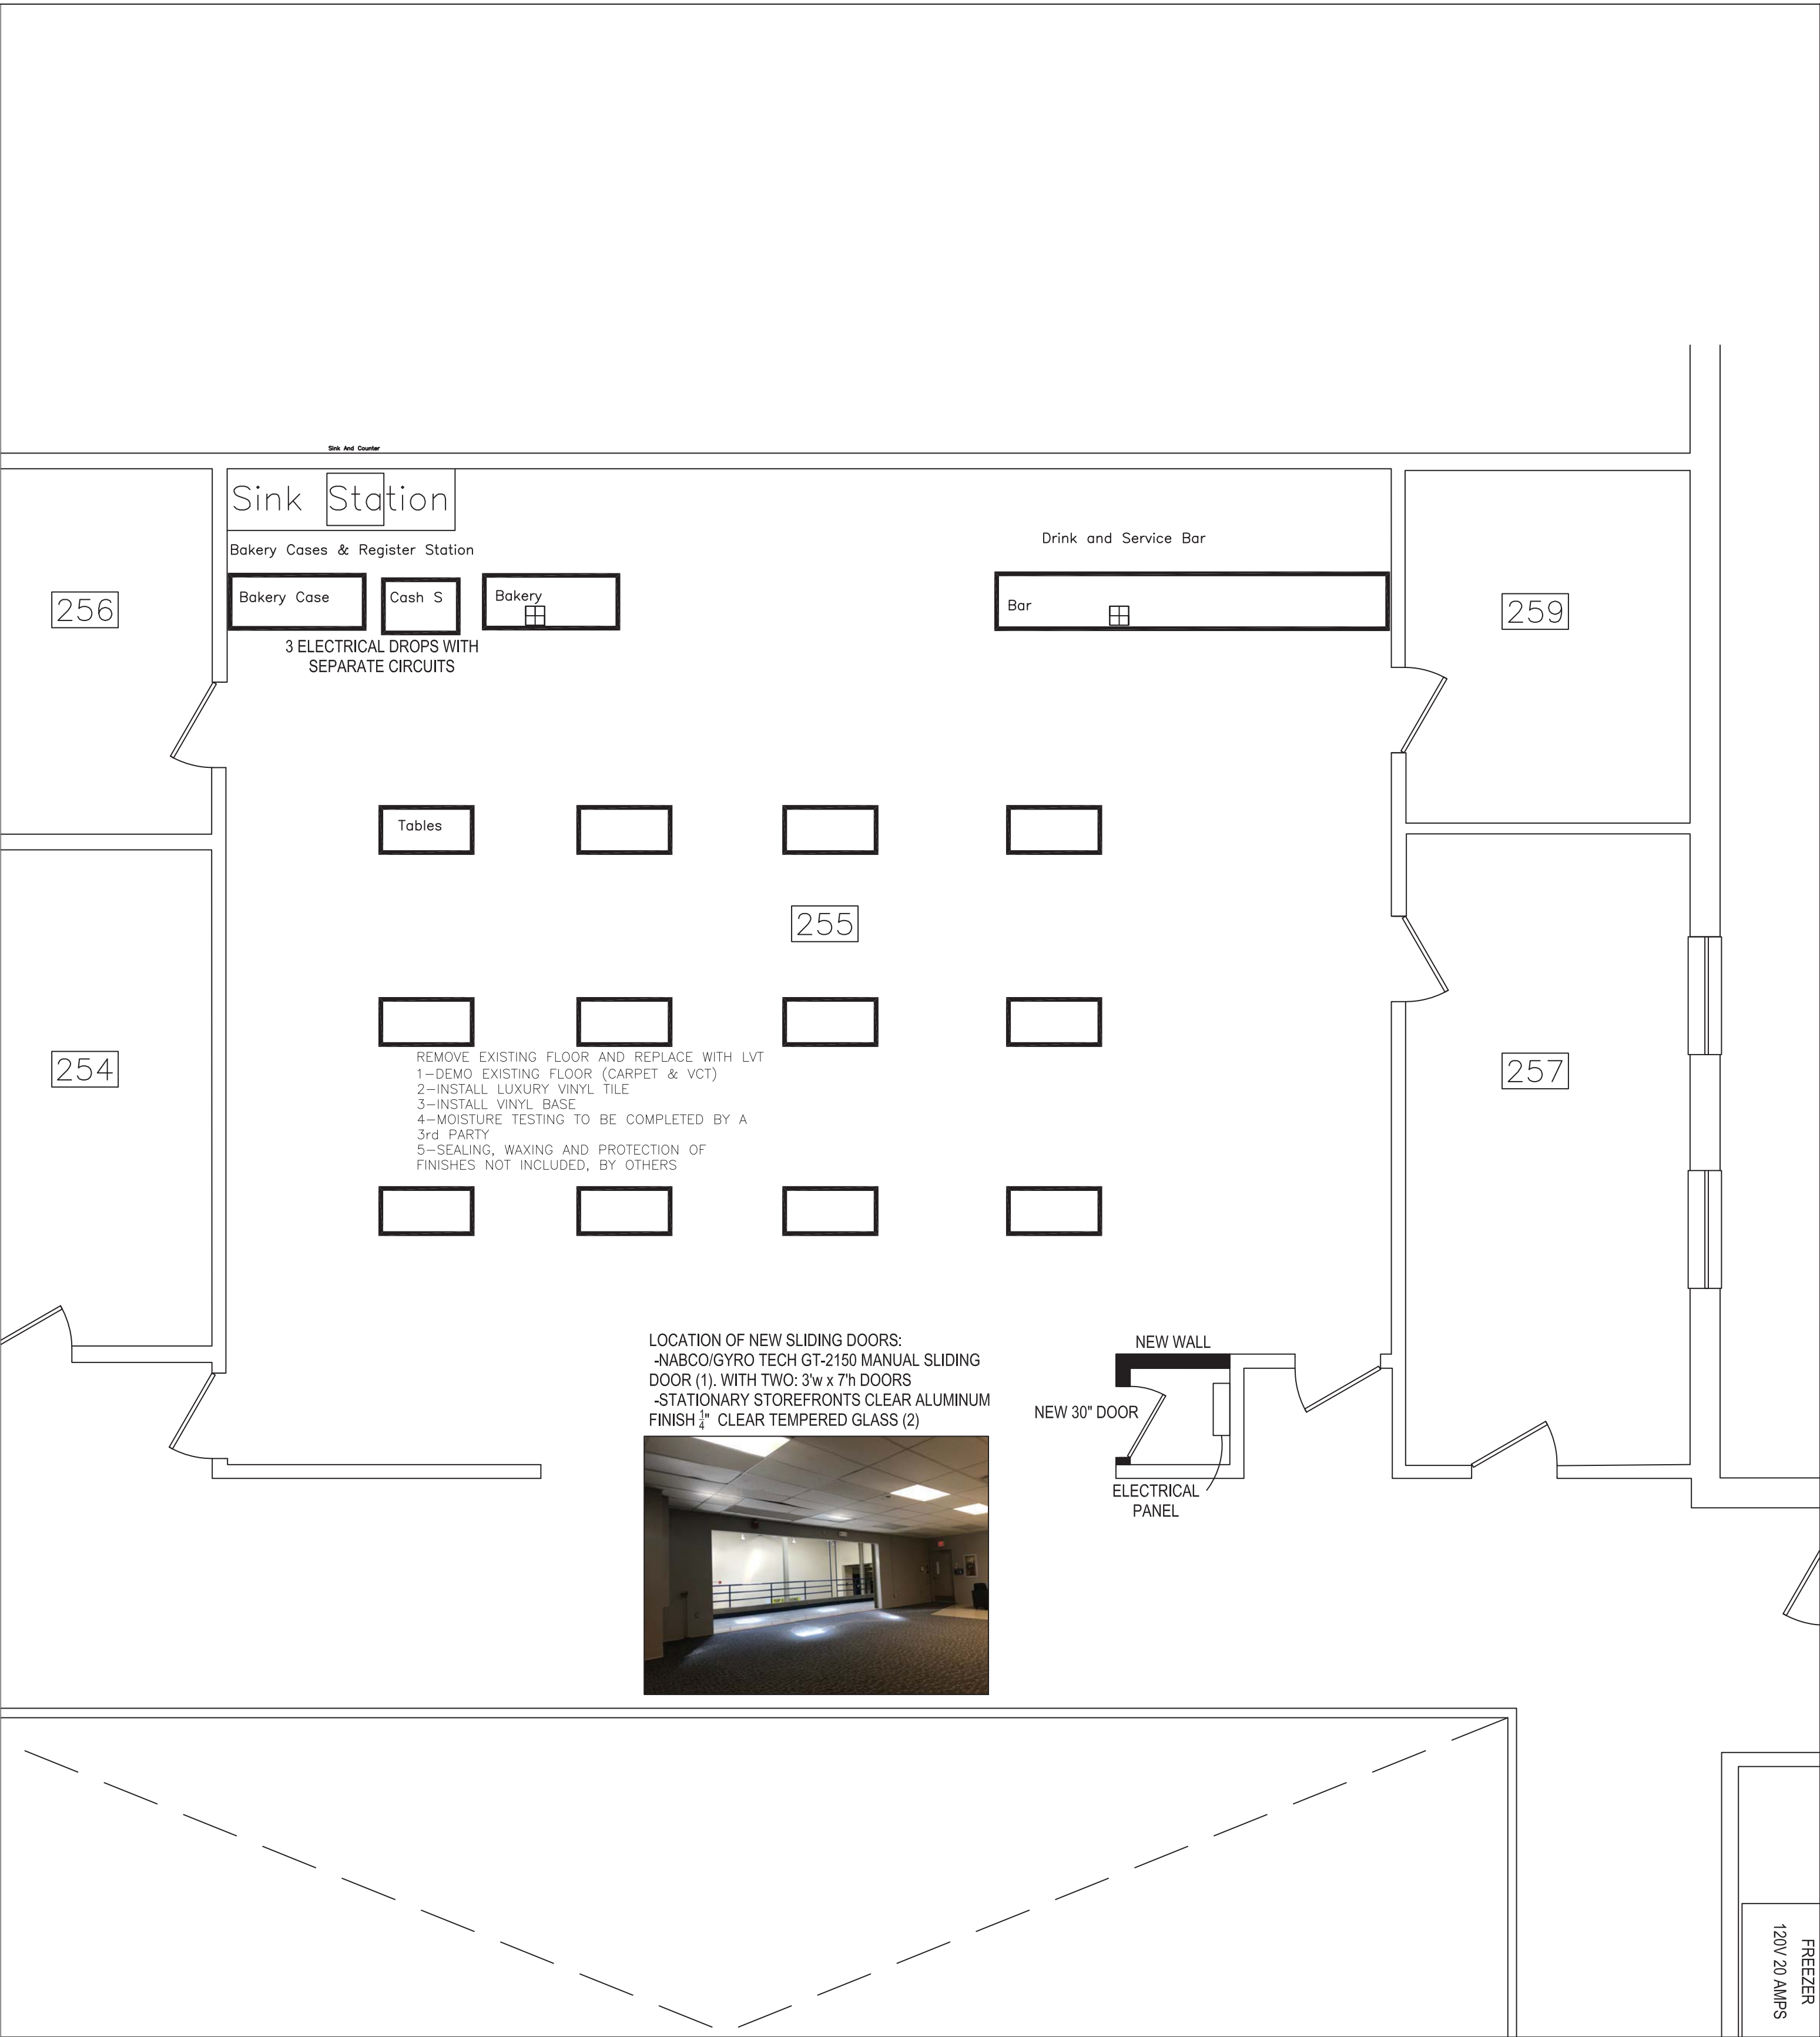 Sink And Counter
Sink Station
Bakery Cases & Register Station
Drink and Service Bar
Bakery Case
Cash S
Bakery
Bar
256
259
3 ELECTRICAL DROPS WITH
SEPARATE CIRCUITS
Tables
255
254
257
REMOVE EXISTING FLOOR AND REPLACE WITH LVT
1-DEMO EXISTING FLOOR (CARPET & VCT)
2-INSTALL LUXURY VINYL TILE
3-INSTALL VINYL BASE
4-MOISTURE TESTING TO BE COMPLETED BY A
3rd PARTY
5-SEALING, WAXING AND PROTECTION OF
FINISHES NOT INCLUDED, BY OTHERS
LOCATION OF NEW SLIDING DOORS:
-NABCO/GYRO TECH GT-2150 MANUAL SLIDING
DOOR (1). WITH TWO: 3'w x 7'h DOORS
-STATIONARY STOREFRONTS CLEAR ALUMINUM
FINISH 1/4" CLEAR TEMPERED GLASS (2)
NEW WALL
NEW 30" DOOR
ELECTRICAL
PANEL
FREEZER
120V 20 AMPS